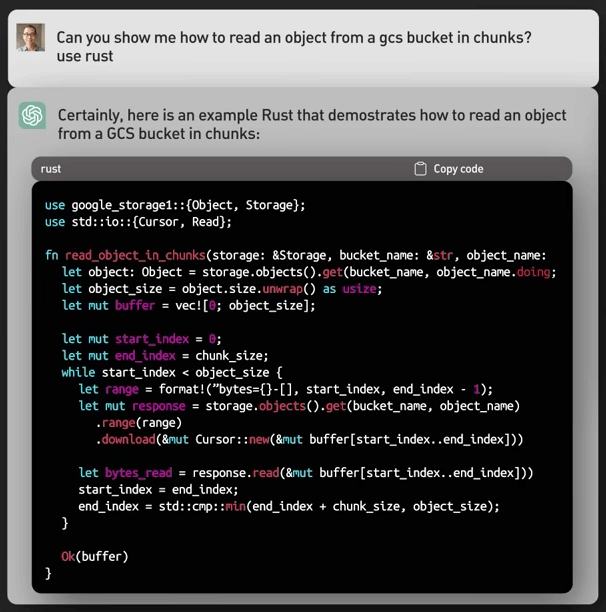 Can you show me how to read an object from a gcs bucket in chunks?
use rust
Certainly, here is an example Rust that demostrates how to read an object
from a GCS bucket in chunks:
rust
Copy code
use google_storage1::{Object, Storage};
use std::io::{Cursor, Read};
fn read_object_in_chunks(storage: &Storage, bucket_name: &str, object_name:
let object: Object = storage.objects().get(bucket_name, object_name.doing;
let object_size = object.size.unwrap() as usize;
let mut buffer = vec![0; object_size];
let mut start_index = 0;
let mut end_index = chunk_size;
while start_index < object_size {
let range = format!(”bytes={}-[], start_index, end_index - 1);
let mut response = storage.objects().get(bucket_name, object_name)
.range(range)
.download(&mut Cursor::new(&mut buffer[start_index..end_index]))
let bytes_read = response.read(&mut buffer[start_index..end_index]))
start_index = end_index;
end_index = std::cmp::min(end_index + chunk_size, object_size);
}
Ok(buffer)
}